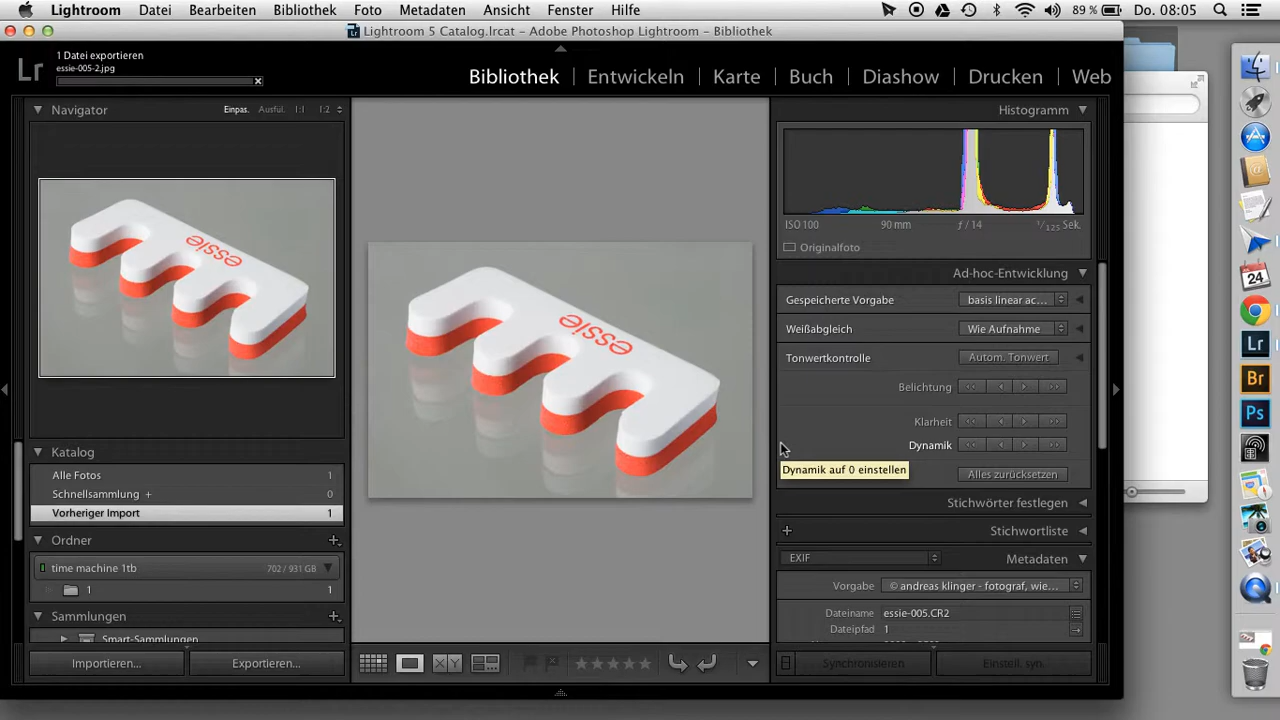 Lightroom Datei Bearbeiten Bibliothek Foto Metadaten Ansicht Fenster Hilfe 89 % Do. 08:05
Lightroom 5 Catalog.lrcat – Adobe Photoshop Lightroom – Bibliothek
Lr
1 Datei exportieren
essie-005-2.jpg
Bibliothek Entwickeln Karte Buch Diashow Drucken Web
Navigator Einpas. Ausfül. 1:1 1:2
essie
Katalog
Alle Fotos 1
Schnellsammlung + 0
Vorheriger Import 1
Ordner
time machine 1tb 702 / 931 GB
1 1
Sammlungen
Smart-Sammlungen
Importieren... Exportieren...
essie
XY
Histogramm
ISO 100 90 mm ƒ / 14 1/125 Sek.
Originalfoto
Ad-hoc-Entwicklung
Gespeicherte Vorgabe basis linear ac...
Weißabgleich Wie Aufnahme
Tonwertkontrolle Autom. Tonwert
Belichtung
Klarheit
Dynamik
Dynamik auf 0 einstellen
Alles zurücksetzen
Stichwörter festlegen
Stichwortliste
EXIF Metadaten
Vorgabe © andreas klinger - fotograf, wie...
Dateiname essie-005.CR2
Dateipfad 1
Synchronisieren Einstell. syn.
24
Lr
Br
Ps